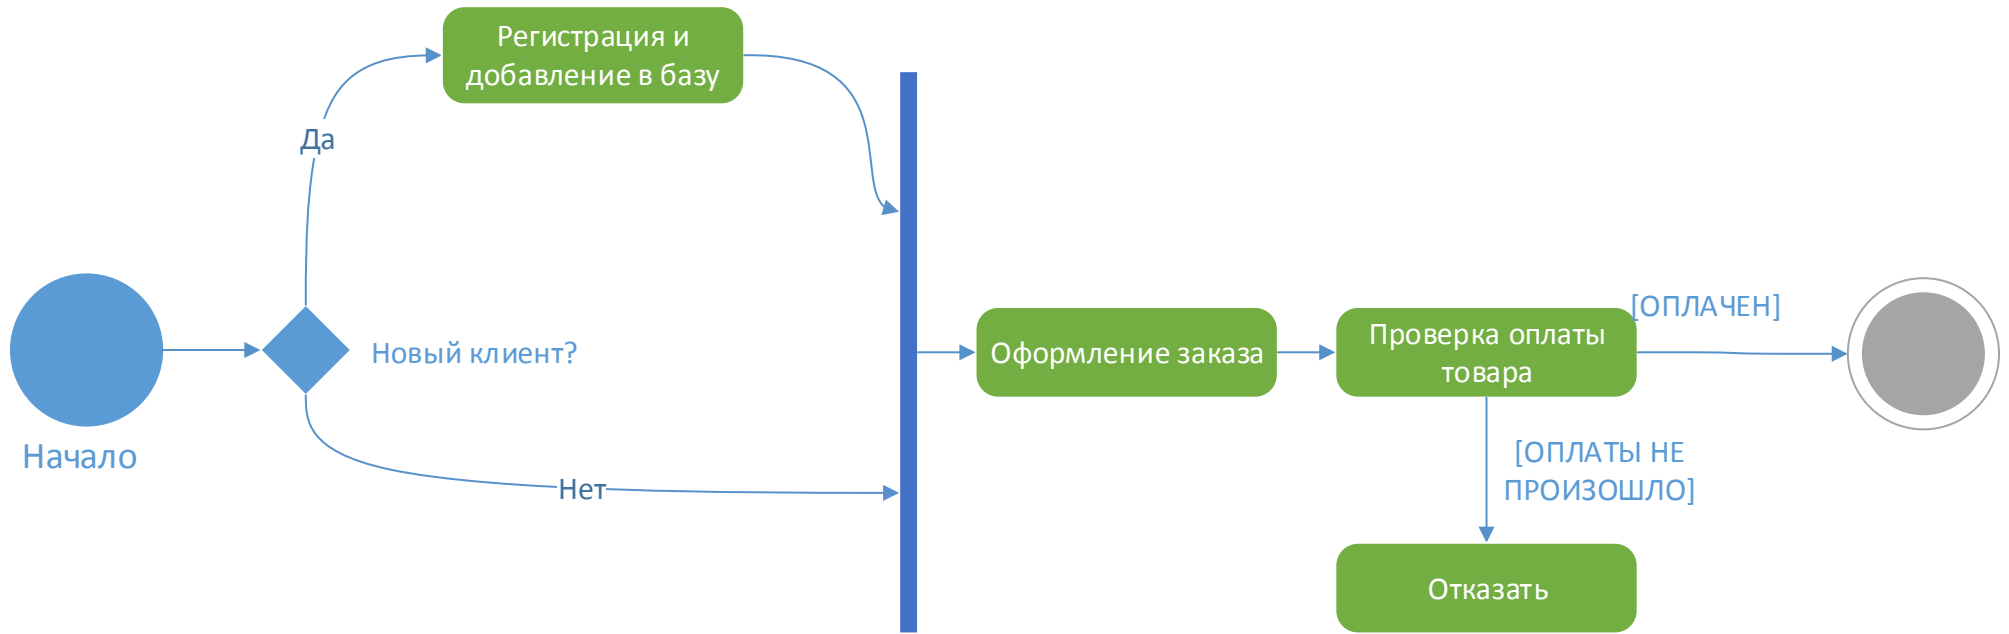 Регистрация и
добавление в базу
Да
Начало
Новый клиент?
Нет
Оформление заказа
Проверка оплаты
товара
[ОПЛАЧЕН]
[ОПЛАТЫ НЕ
ПРОИЗОШЛО]
Отказать